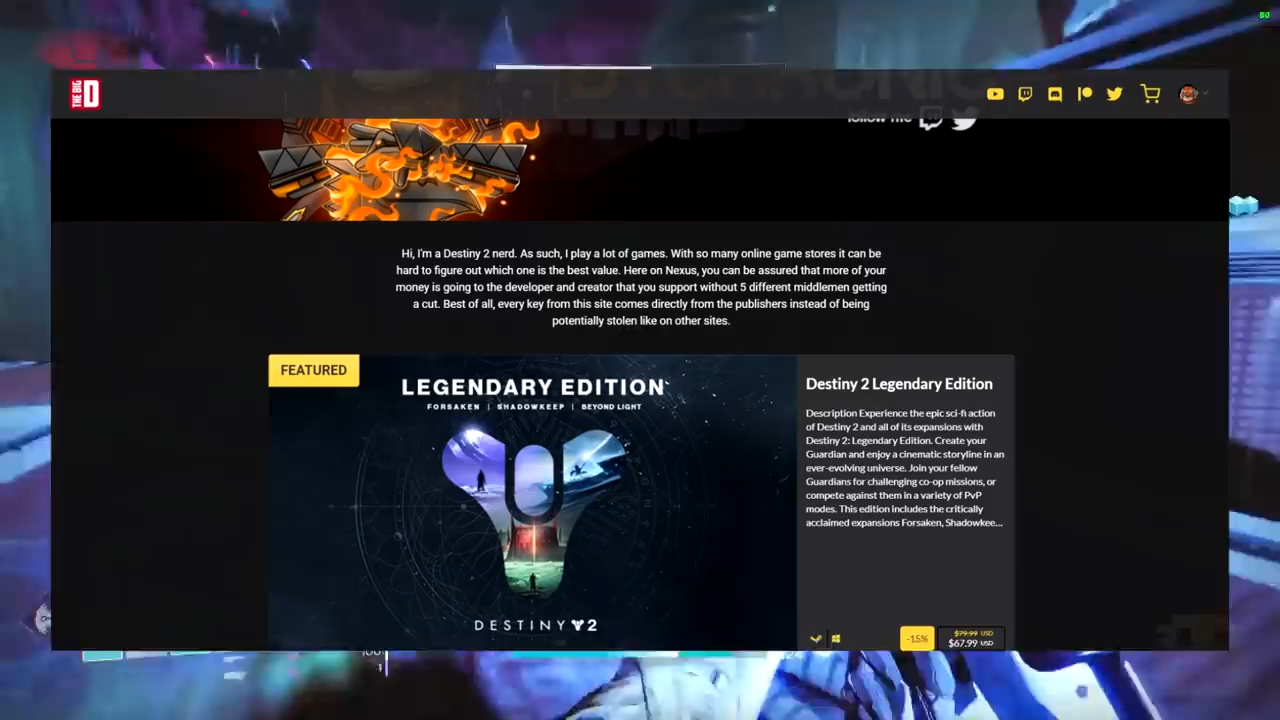 60
THE BIG D
follow me
Hi, I'm a Destiny 2 nerd. As such, I play a lot of games. With so many online game stores it can be
hard to figure out which one is the best value. Here on Nexus, you can be assured that more of your
money is going to the developer and creator that you support without 5 different middlemen getting
a cut. Best of all, every key from this site comes directly from the publishers instead of being
potentially stolen like on other sites.
FEATURED
LEGENDARY EDITION
FORSAKEN | SHADOWKEEP | BEYOND LIGHT
DESTINY 2
Destiny 2 Legendary Edition
Description Experience the epic sci-fi action
of Destiny 2 and all of its expansions with
Destiny 2: Legendary Edition. Create your
Guardian and enjoy a cinematic storyline in an
ever-evolving universe. Join your fellow
Guardians for challenging co-op missions, or
compete against them in a variety of PvP
modes. This edition includes the critically
acclaimed expansions Forsaken, Shadowkee...
-15%
$79.99 USD
$67.99 USD